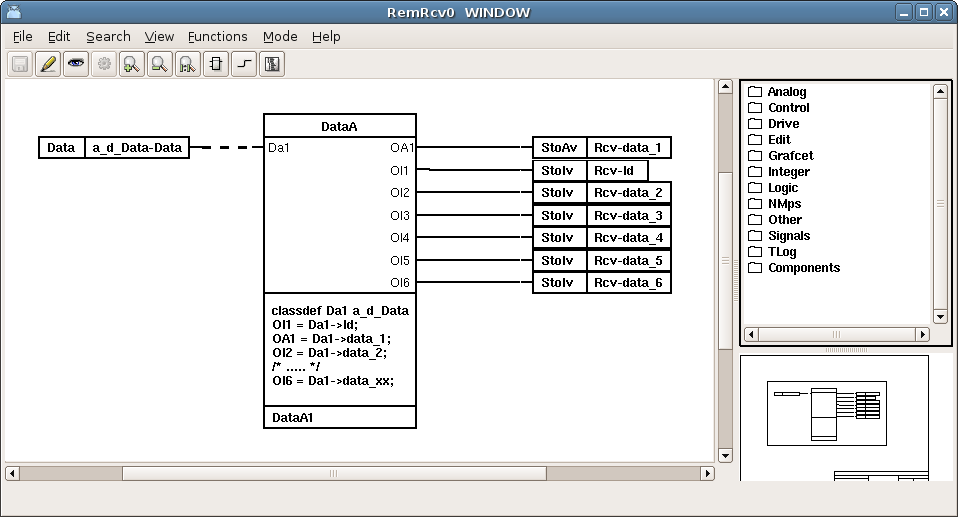 RemRcv0 WINDOW
File Edit Search View Functions Mode Help
DataA
Data a_d_Data-Data
Da1 OA1
StoAv Rcv-data_1
OI1
StoIv Rcv-Id
OI2
StoIv Rcv-data_2
OI3
StoIv Rcv-data_3
OI4
StoIv Rcv-data_4
OI5
StoIv Rcv-data_5
OI6
StoIv Rcv-data_6
classdef Da1 a_d_Data
OI1 = Da1->Id;
OA1 = Da1->data_1;
OI2 = Da1->data_2;
/* ..... */
OI6 = Da1->data_xx;
DataA1
Analog
Control
Drive
Edit
Grafcet
Integer
Logic
NMps
Other
Signals
TLog
Components